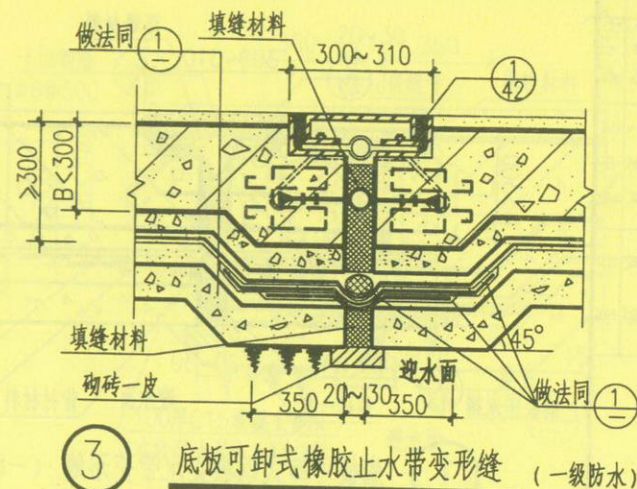 做法同 1 —
填缝材料
300~310
1
42
≥300
B<300
填缝材料
砌砖一皮
迎水面
45°
350 20~30 350
做法同 1 —
3 底板可卸式橡胶止水带变形缝 (一级防水)